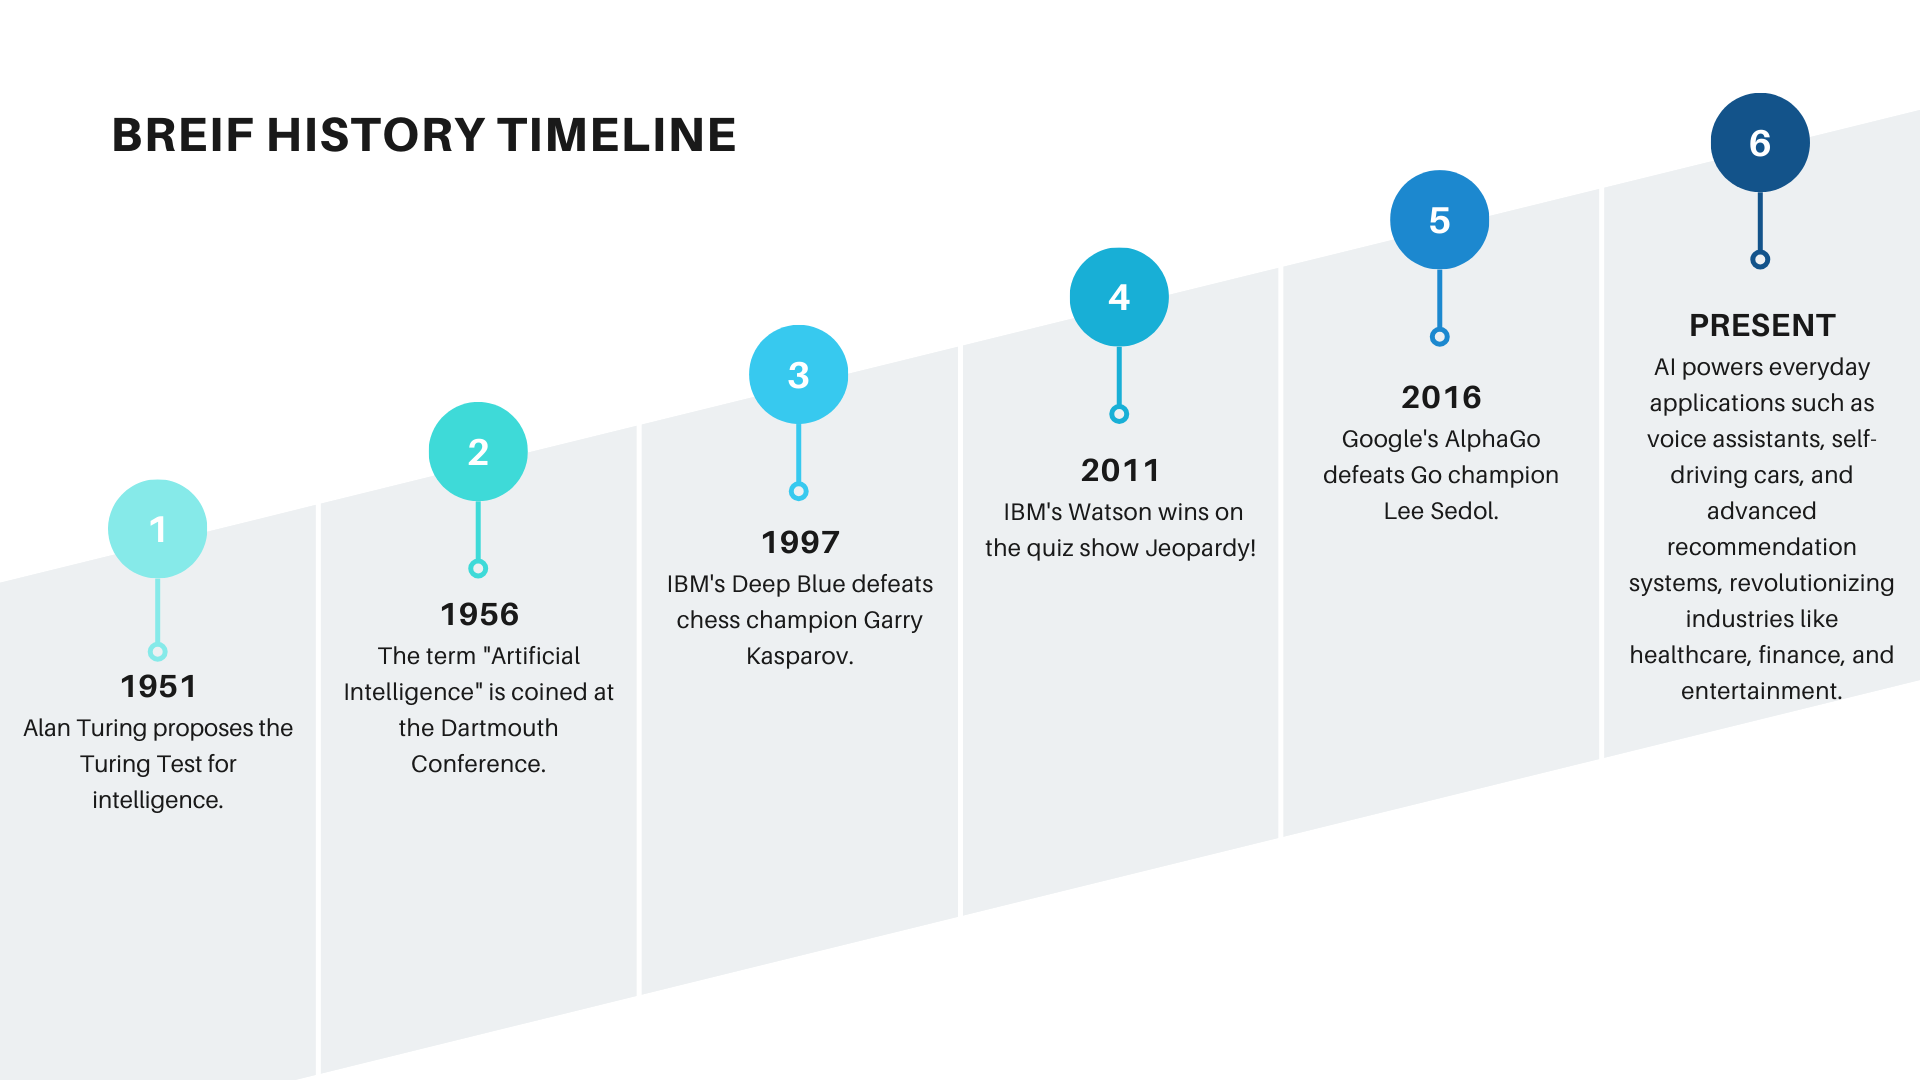 BREIF HISTORY TIMELINE
1
1951
Alan Turing proposes the
Turing Test for
intelligence.
2
1956
The term "Artificial
Intelligence" is coined at
the Dartmouth
Conference.
3
1997
IBM's Deep Blue defeats
chess champion Garry
Kasparov.
4
2011
IBM's Watson wins on
the quiz show Jeopardy!
5
2016
Google's AlphaGo
defeats Go champion
Lee Sedol.
6
PRESENT
AI powers everyday
applications such as
voice assistants, self-
driving cars, and
advanced
recommendation
systems, revolutionizing
industries like
healthcare, finance, and
entertainment.